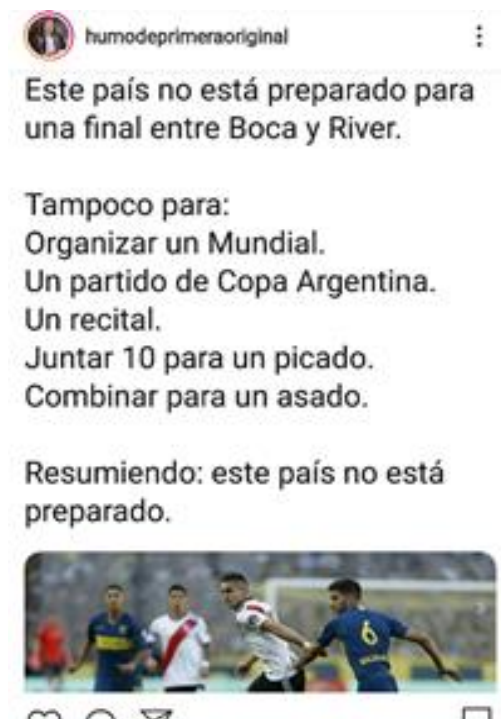 humodeprimeraoriginal
Este país no está preparado para
una final entre Boca y River.
Tampoco para:
Organizar un Mundial.
Un partido de Copa Argentina.
Un recital.
Juntar 10 para un picado.
Combinar para un asado.
Resumiendo: este país no está
preparado.
6